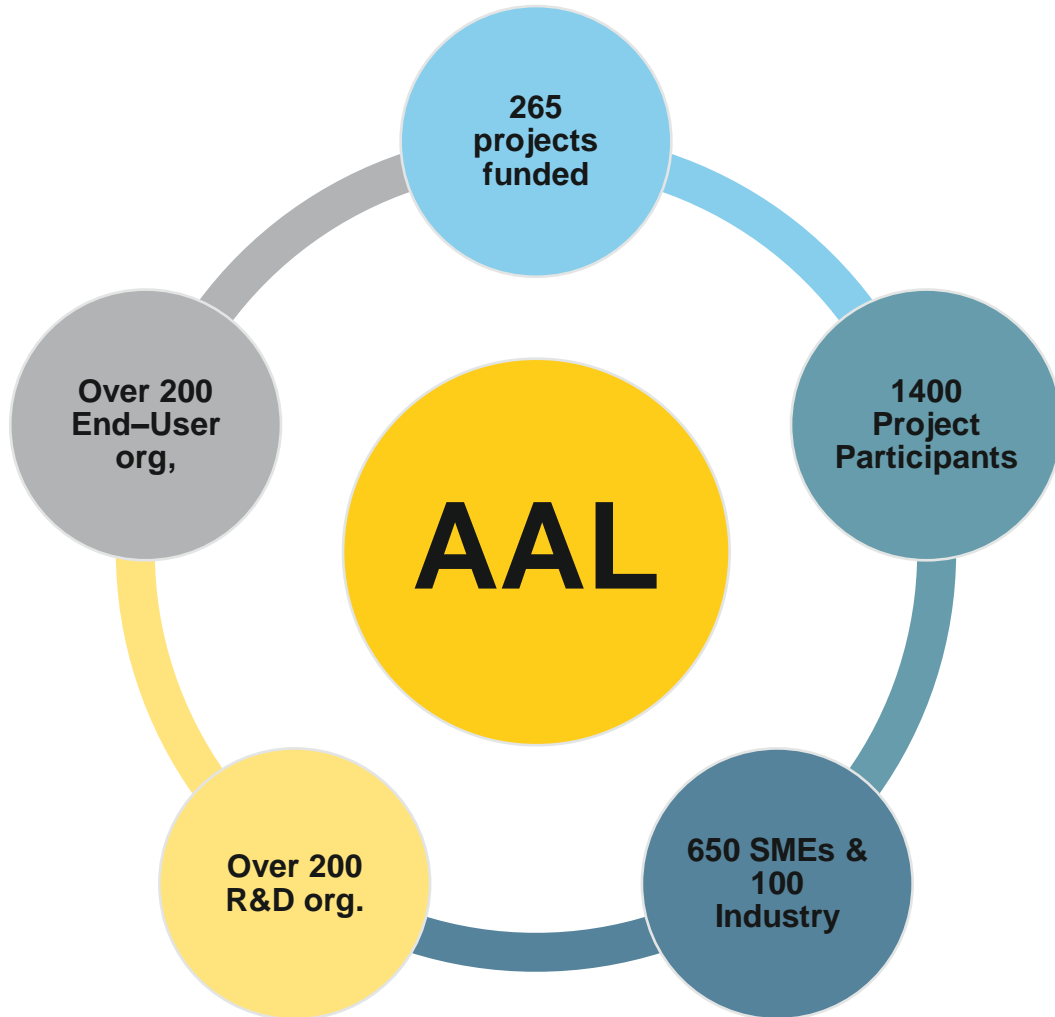 265
projects
funded
1400
Project
Participants
650 SMEs &
100
Industry
Over 200
R&D org.
Over 200
End–User
org,
AAL